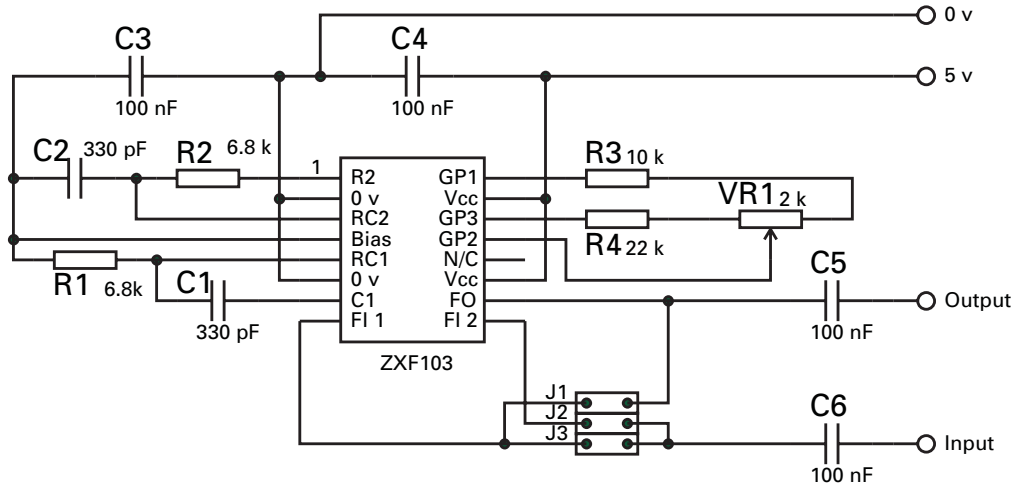 0 v
C3
C4
5 v
100 nF
100 nF
C2 330 pF R2 6.8 k
1
R3 10 k
VR1 2 k
R2 GP1
0 v Vcc
RC2 GP3
Bias GP2
RC1 N/C
0 v Vcc
C1 FO
FI 1 FI 2
R4 22 k
R1 6.8k
C1
330 pF
C5
Output
100 nF
ZXF103
J1
J2
J3
C6
Input
100 nF